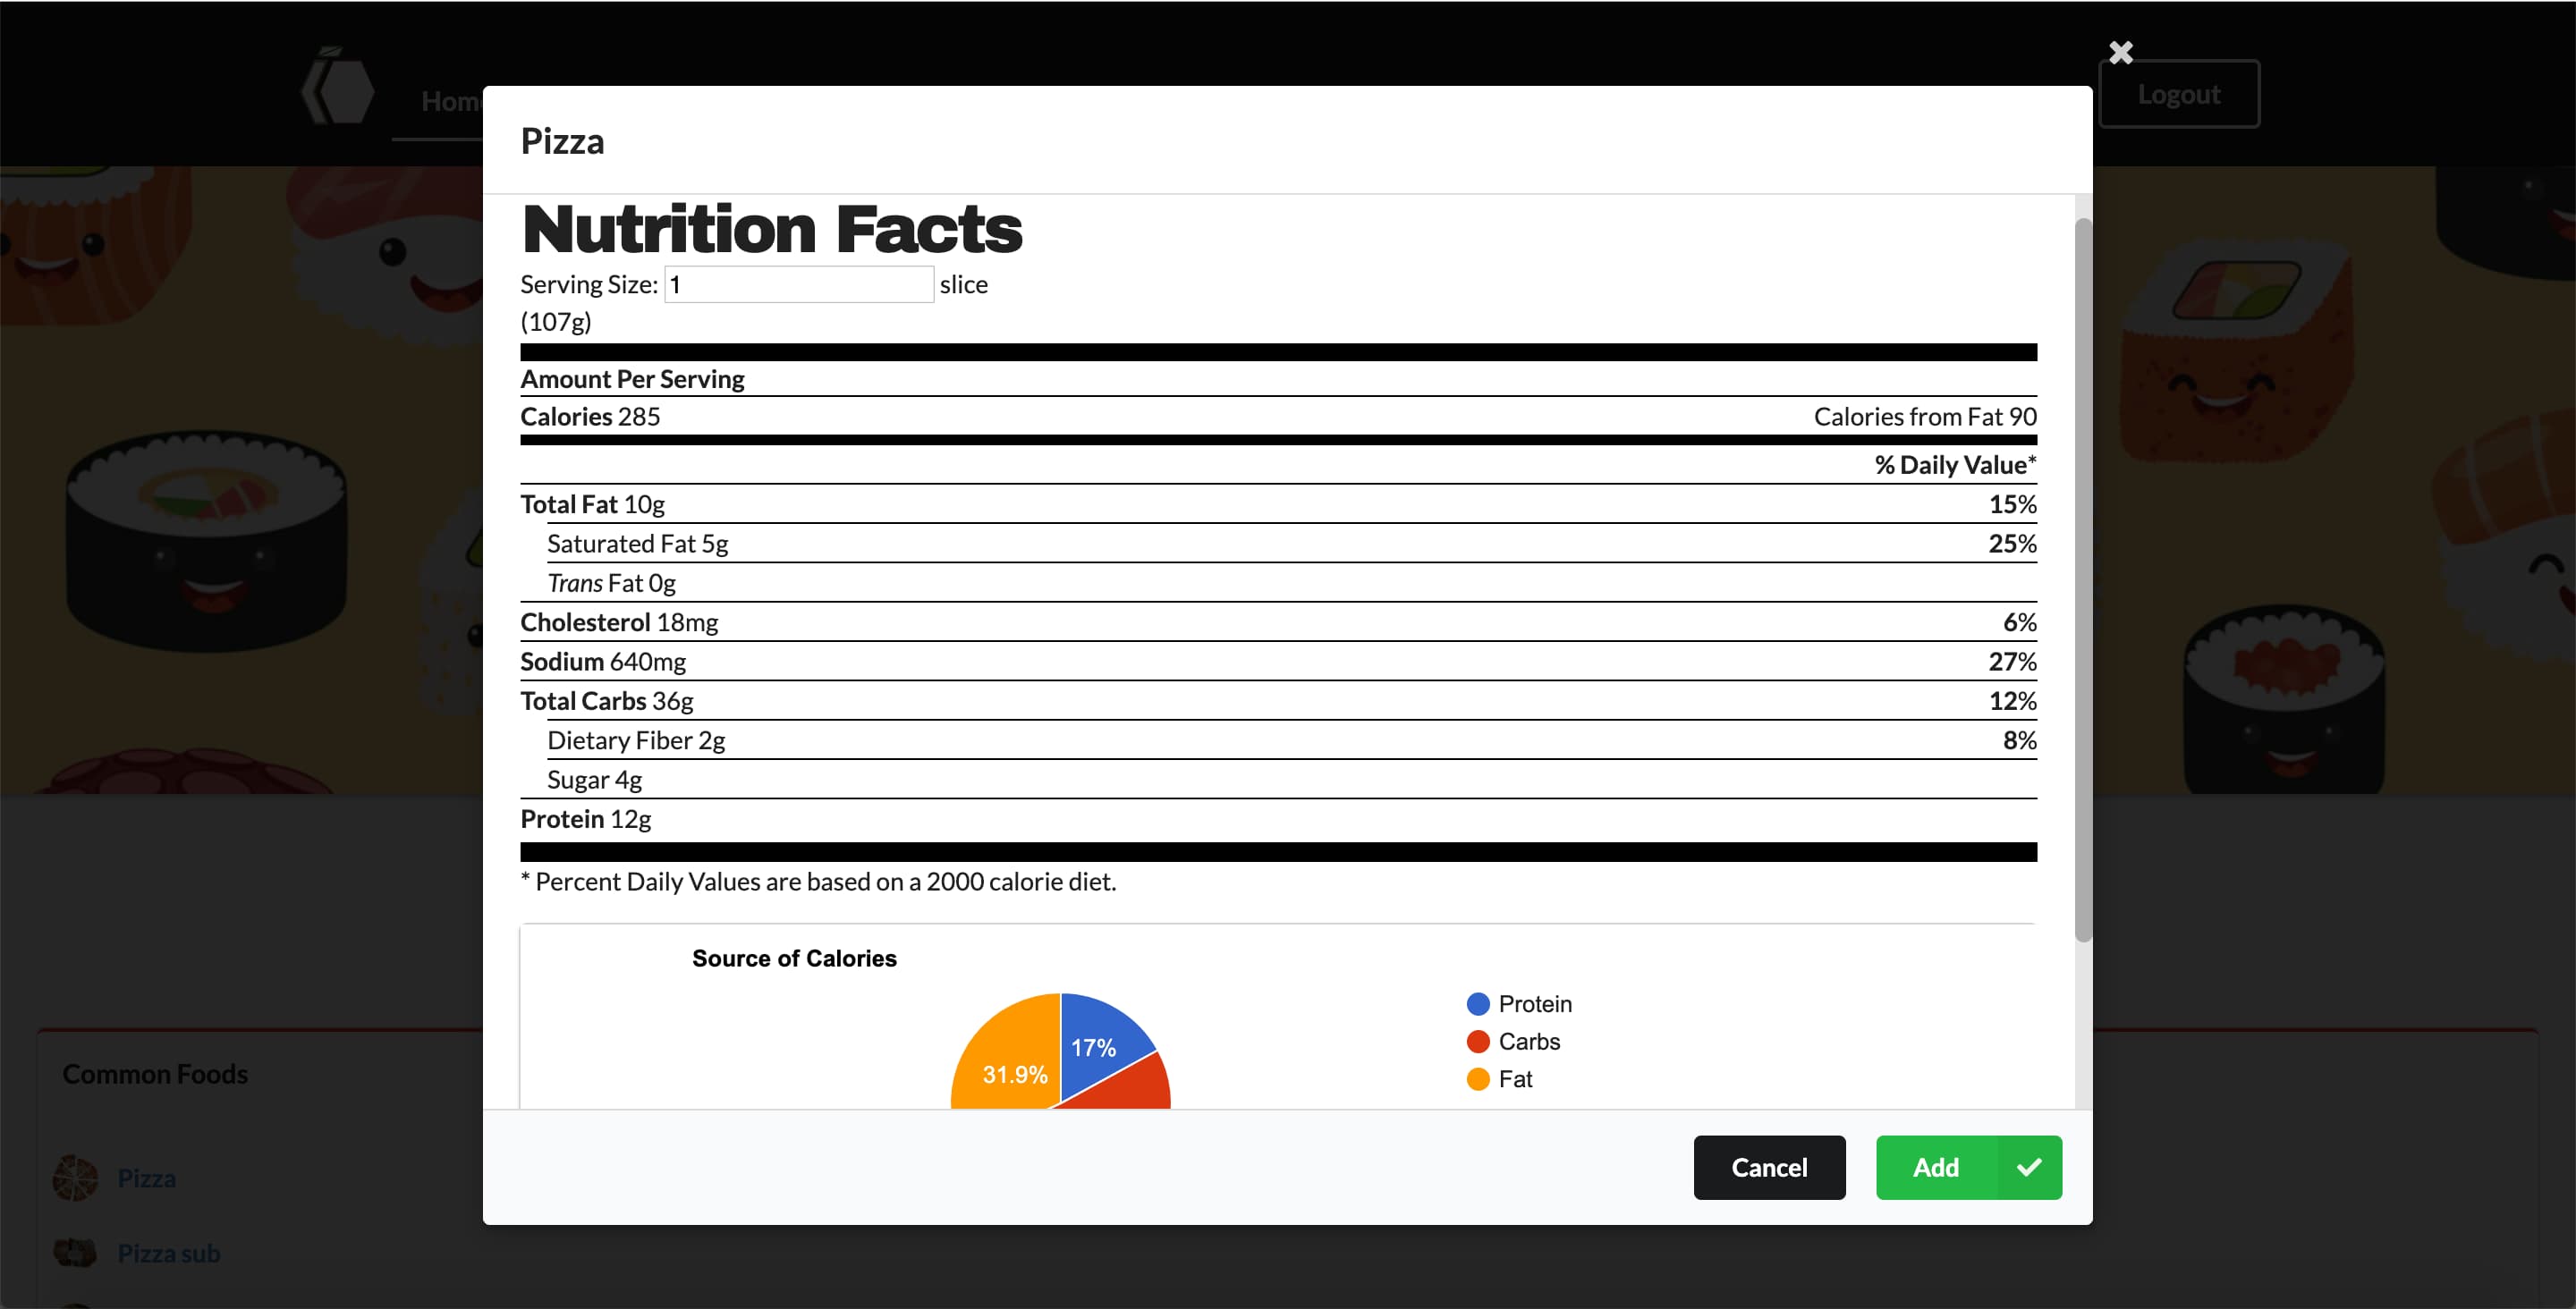 Home
Logout
Pizza
Nutrition Facts
Serving Size: 1 slice
(107g)
Amount Per Serving
Calories 285 Calories from Fat 90
% Daily Value*
Total Fat 10g 15%
Saturated Fat 5g 25%
Trans Fat 0g
Cholesterol 18mg 6%
Sodium 640mg 27%
Total Carbs 36g 12%
Dietary Fiber 2g 8%
Sugar 4g
Protein 12g
* Percent Daily Values are based on a 2000 calorie diet.
Source of Calories
17%
31.9%
Protein
Carbs
Fat
Cancel
Add
Common Foods
Pizza
Pizza sub